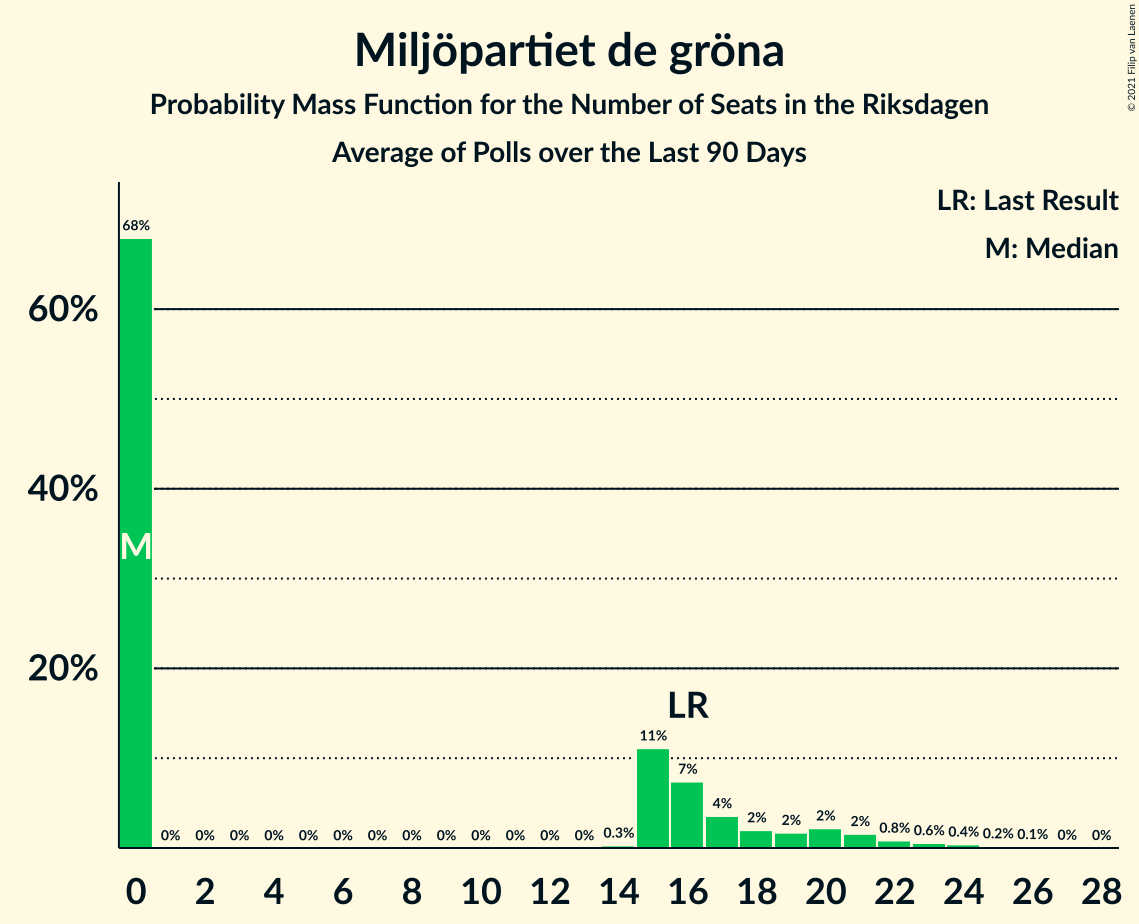 Miljöpartiet de gröna
Probability Mass Function for the Number of Seats in the Riksdagen
Average of Polls over the Last 90 Days
© 2021 Filip van Laenen
LR: Last Result
M: Median
60%
40%
20%
68%
M
0% 0% 0% 0% 0% 0% 0% 0% 0% 0% 0% 0% 0% 0.3% 11% 7% 4% 2% 2% 2% 2% 0.8% 0.6% 0.4% 0.2% 0.1% 0% 0%
LR
0 2 4 6 8 10 12 14 16 18 20 22 24 26 28